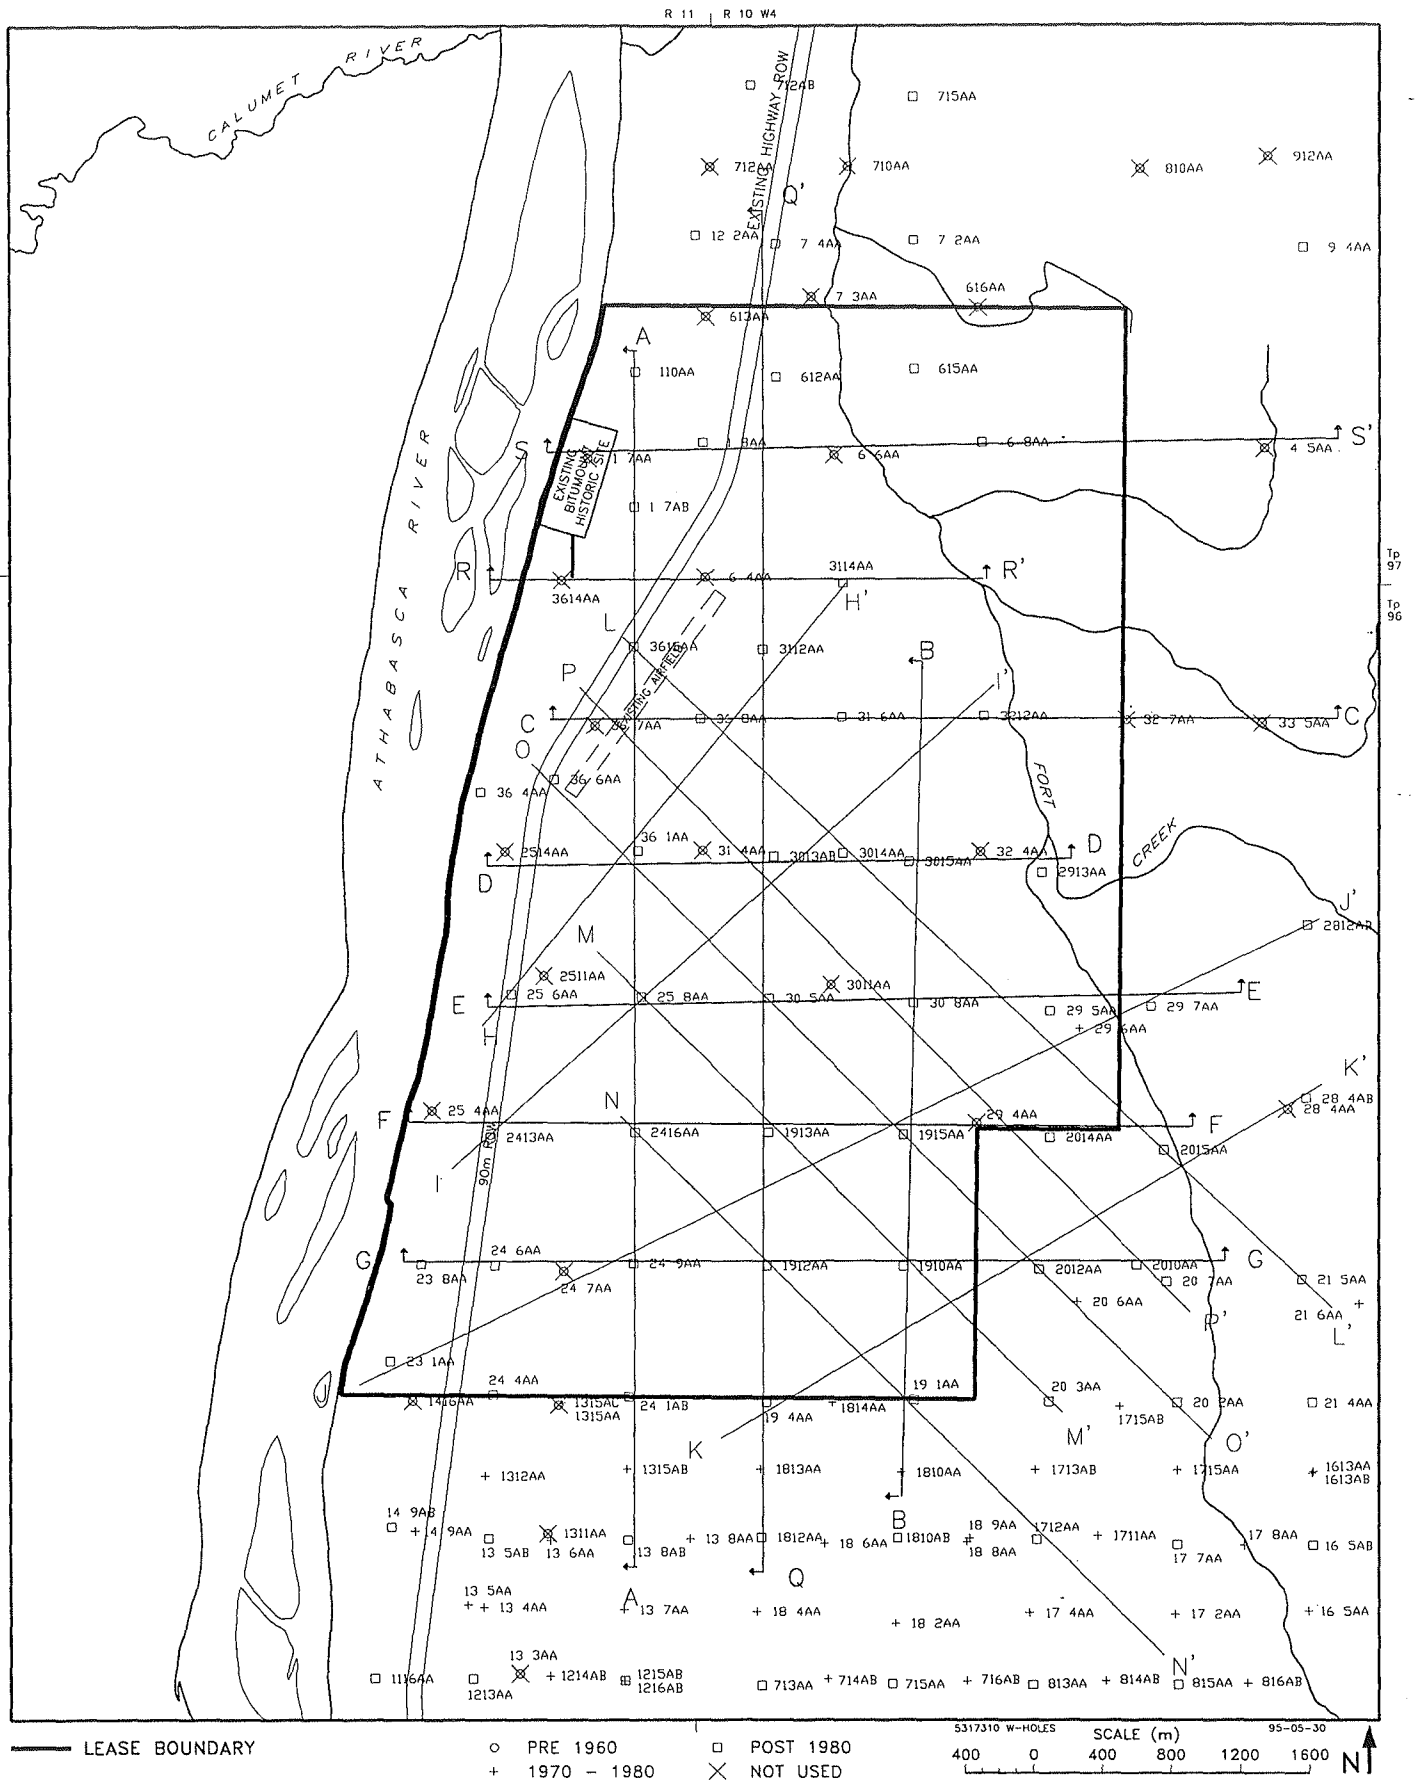 R 11 | R 10 W4
CALUMET RIVER
ATHABASCA RIVER
EXISTING HIGHWAY ROW
712AB
715AA
712AA
710AA
810AA
912AA
Q'
12 2AA
7 4AA
7 2AA
9 4AA
7 3AA
616AA
613AA
A
110AA
612AA
615AA
S
1 8AA
6 8AA
S'
1 7AA
6 6AA
4 5AA
EXISTING
BITUMOUNT
HISTORIC SITE
1 7AB
Tp
97
Tp
96
R
6 4AA
3114AA
R'
3614AA
H'
L
3615AA
3112AA
B
EXISTING AIRFIELD
P
I'
C
36 7AA
36 8AA
31 6AA
3212AA
32 7AA
33 5AA
C
O
36 6AA
36 4AA
FORT
CREEK
36 1AA
2514AA
31 4AA
3013AB
3014AA
3015AA
32 4AA
D
D
2913AA
J'
2812AB
M
2511AA
3011AA
25 6AA
25 8AA
30 5AA
30 8AA
E
E
29 5AA
29 7AA
29 6AA
H
K'
28 4AB
28 4AA
N
25 4AA
29 4AA
F
F
2413AA
2416AA
1913AA
1915AA
2014AA
2015AA
90m ROW
I
24 6AA
G
G
23 8AA
24 7AA
24 9AA
1912AA
1910AA
2012AA
2010AA
20 7AA
21 5AA
20 6AA
21 6AA
P'
L'
23 1AA
24 4AA
19 1AA
20 3AA
1416AA
1315AC
1315AA
24 1AB
19 4AA
1814AA
1715AB
20 2AA
21 4AA
K
M'
O'
1312AA
1315AB
1813AA
1810AA
1713AB
1715AA
1613AA
1613AB
14 9AB
14 9AA
1311AA
B
18 9AA
1712AA
13 5AB
13 6AA
13 8AB
13 8AA
1812AA
18 6AA
1810AB
18 8AA
1711AA
17 7AA
17 8AA
16 5AB
Q
13 5AA
13 4AA
A
13 7AA
18 4AA
18 2AA
17 4AA
17 2AA
16 5AA
13 3AA
N'
1116AA
1213AA
1214AB
1215AB
1216AB
713AA
714AB
715AA
716AB
813AA
814AB
815AA
816AB
5317310 W-HOLES
95-05-30
LEASE BOUNDARY
PRE 1960
POST 1980
1970 - 1980
NOT USED
SCALE (m)
400 0 400 800 1200 1600
N